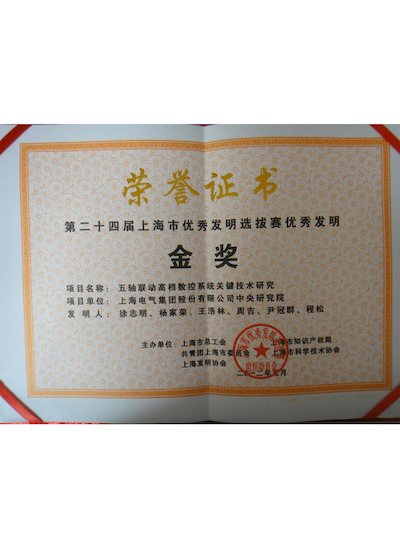 荣誉证书
第二十四届上海市优秀发明选拔赛优秀发明
金奖
项目名称：五轴联动高档数控系统关键技术研究
项目单位：上海电气集团股份有限公司中央研究院
发明人：徐志明、杨家荣、王浩林、周吉、尹冠群、程松
主办单位：上海市总工会 上海市知识产权局
共青团上海市委员会 上海市科学技术协会
上海发明协会
二〇一二年 月